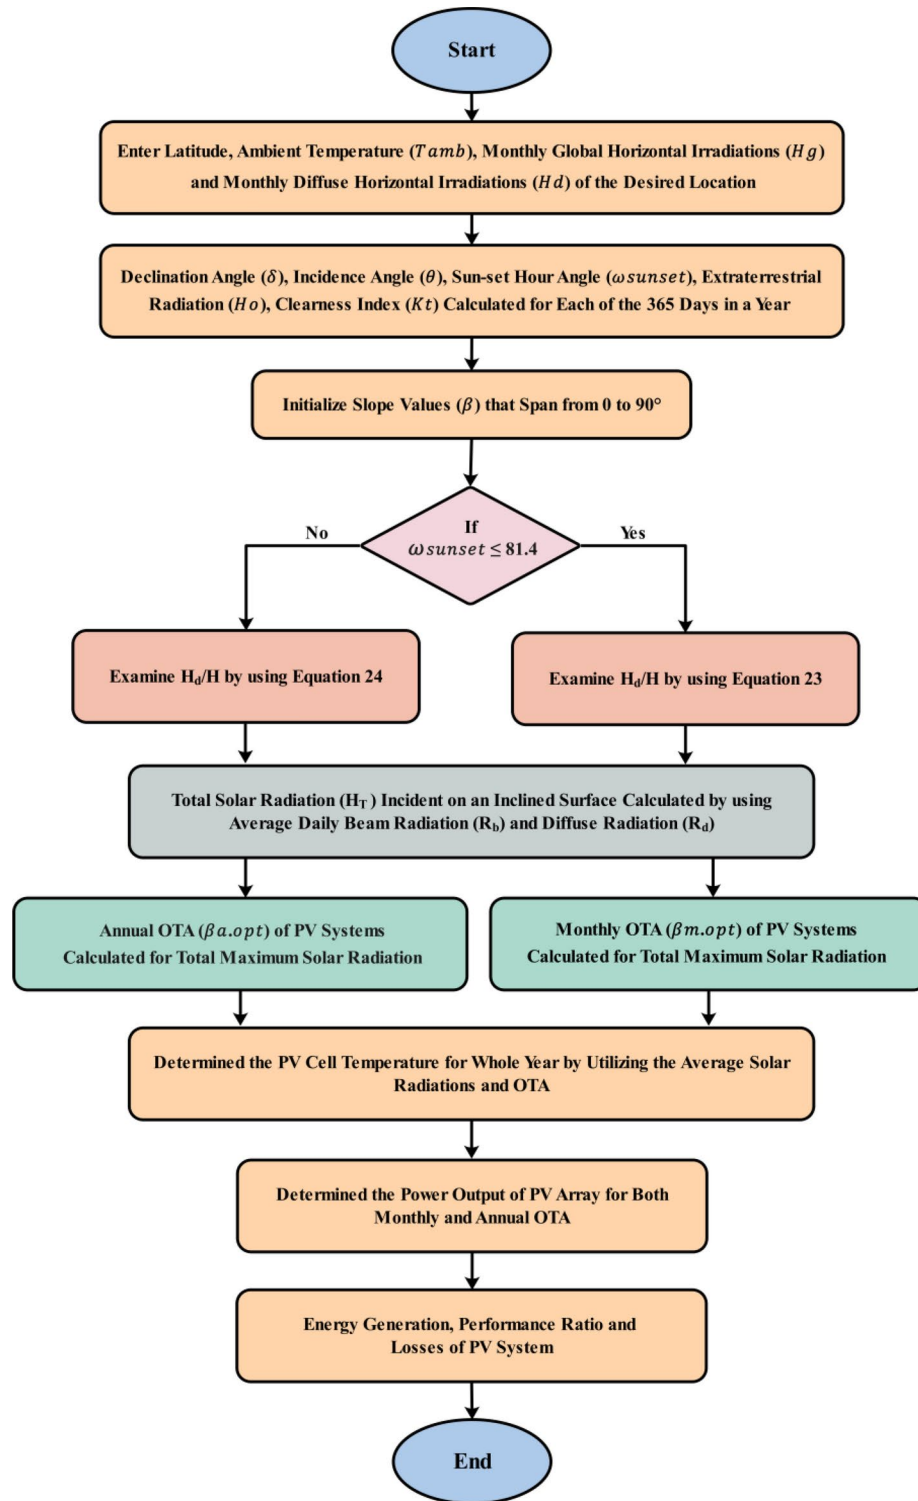 Start
Enter Latitude, Ambient Temperature (Tamb), Monthly Global Horizontal Irradiations (Hg)
and Monthly Diffuse Horizontal Irradiations (Hd) of the Desired Location
Declination Angle (δ), Incidence Angle (θ), Sun-set Hour Angle (ωsunset), Extraterrestrial
Radiation (Ho), Clearness Index (Kt) Calculated for Each of the 365 Days in a Year
Initialize Slope Values (β) that Span from 0 to 90°
No
If
ωsunset ≤ 81.4
Yes
Examine H_d/H by using Equation 24
Examine H_d/H by using Equation 23
Total Solar Radiation (H_T) Incident on an Inclined Surface Calculated by using
Average Daily Beam Radiation (R_b) and Diffuse Radiation (R_d)
Annual OTA (βa.opt) of PV Systems
Calculated for Total Maximum Solar Radiation
Monthly OTA (βm.opt) of PV Systems
Calculated for Total Maximum Solar Radiation
Determined the PV Cell Temperature for Whole Year by Utilizing the Average Solar
Radiations and OTA
Determined the Power Output of PV Array for Both
Monthly and Annual OTA
Energy Generation, Performance Ratio and
Losses of PV System
End